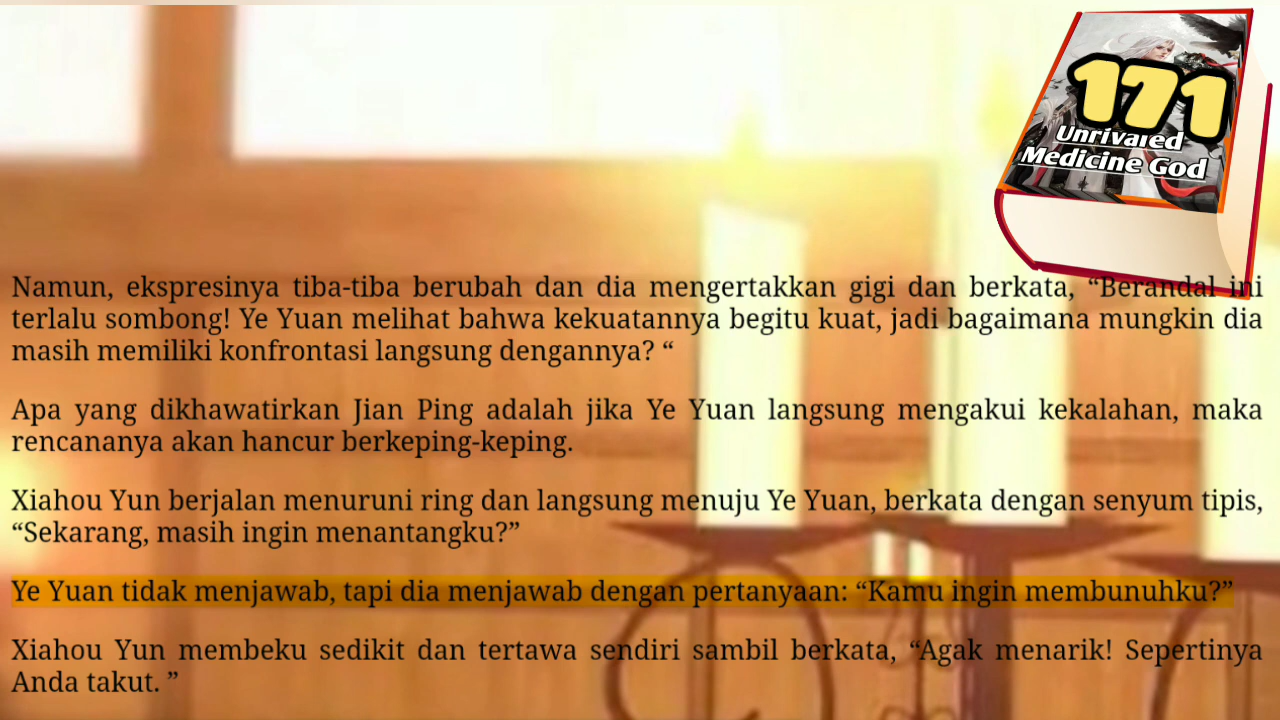 171
Unrivaled
Medicine God
Namun, ekspresinya tiba-tiba berubah dan dia mengertakkan gigi dan berkata, “Berandal ini
terlalu sombong! Ye Yuan melihat bahwa kekuatannya begitu kuat, jadi bagaimana mungkin dia
masih memiliki konfrontasi langsung dengannya? “
Apa yang dikhawatirkan Jian Ping adalah jika Ye Yuan langsung mengakui kekalahan, maka
rencananya akan hancur berkeping-keping.
Xiahou Yun berjalan menuruni ring dan langsung menuju Ye Yuan, berkata dengan senyum tipis,
“Sekarang, masih ingin menantangku?”
Ye Yuan tidak menjawab, tapi dia menjawab dengan pertanyaan: “Kamu ingin membunuhku?”
Xiahou Yun membeku sedikit dan tertawa sendiri sambil berkata, “Agak menarik! Sepertinya
Anda takut. ”